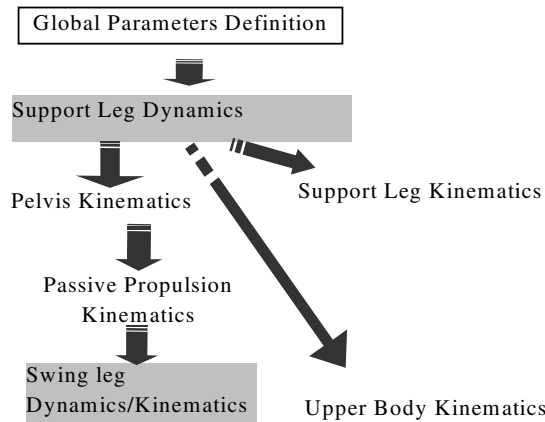 Global Parameters Definition
Support Leg Dynamics
Support Leg Kinematics
Pelvis Kinematics
Passive Propulsion
Kinematics
Swing leg
Dynamics/Kinematics
Upper Body Kinematics